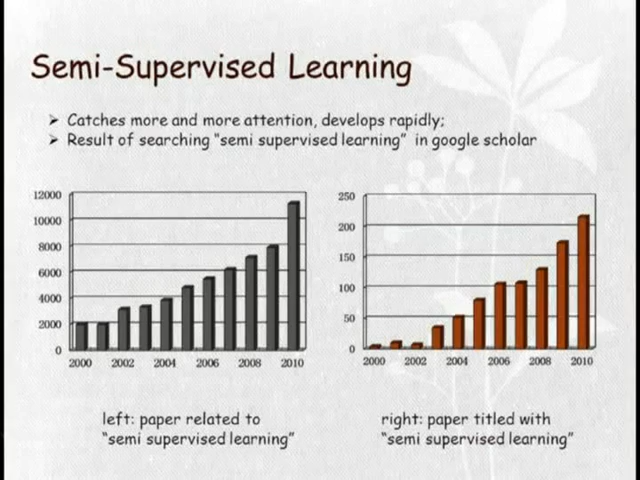 Semi-Supervised Learning
➢ Catches more and more attention, develops rapidly;
➢ Result of searching “semi supervised learning” in google scholar
12000
10000
8000
6000
4000
2000
0
2000 2002 2004 2006 2008 2010
250
200
150
100
50
0
2000 2002 2004 2006 2008 2010
left: paper related to
“semi supervised learning”
right: paper titled with
“semi supervised learning”